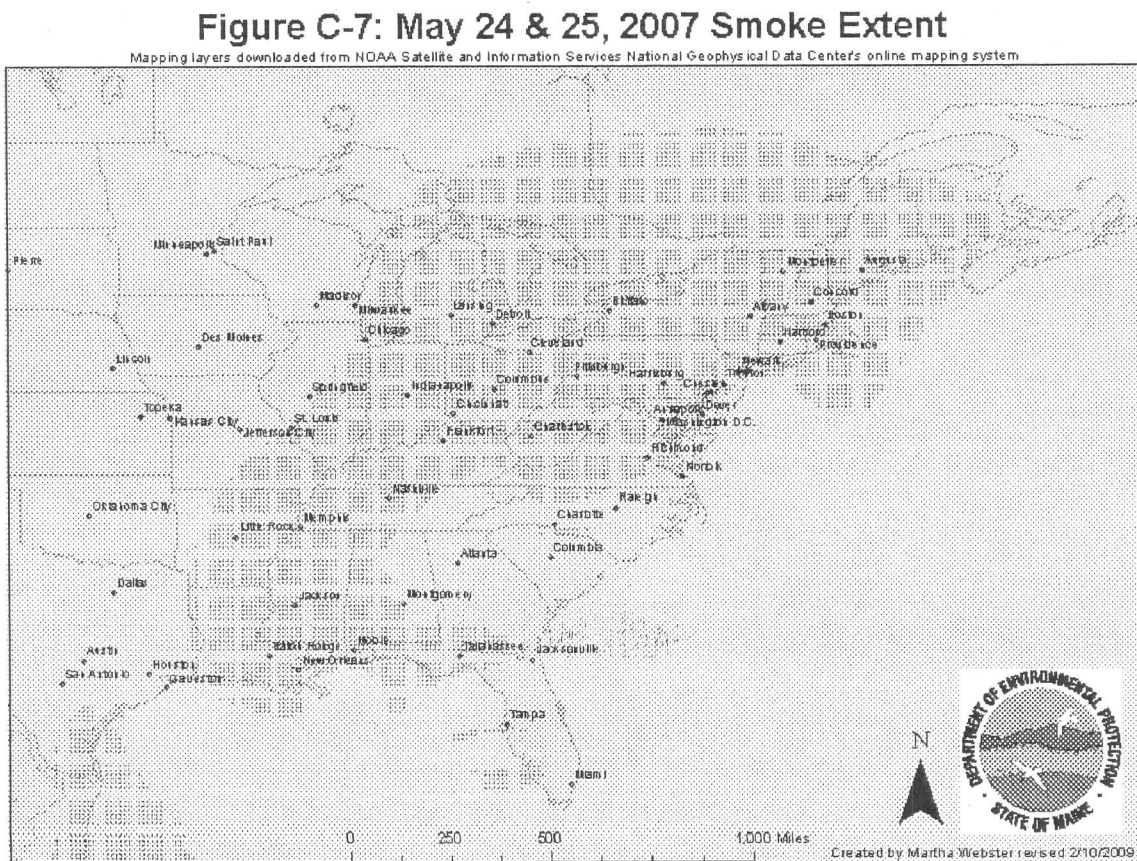 Figure C-7: May 24 & 25, 2007 Smoke Extent
Mapping layers downloaded from NOAA Satellite and Information Services National Geophysical Data Center's online mapping system
Minneapolis
Saint Paul
Pierre
Montpelier
Augusta
Madison
Milwaukee
Lansing
Buffalo
Albany
Concord
Detroit
Boston
Chicago
Hartford
Des Moines
Cleveland
Providence
Lincoln
Pittsburgh
Newark
Trenton
Springfield
Indianapolis
Columbus
Harrisburg
Dover
Topeka
Kansas City
St. Louis
Cincinnati
Annapolis
Jefferson City
Frankfort
Charleston
Washington D.C.
Richmond
Norfolk
Nashville
Raleigh
Oklahoma City
Memphis
Little Rock
Charlotte
Atlanta
Columbia
Dallas
Jackson
Montgomery
Austin
Baton Rouge
Mobile
Tallahassee
Jacksonville
San Antonio
Houston
New Orleans
Galveston
Tampa
Miami
N
DEPARTMENT OF ENVIRONMENTAL PROTECTION
STATE OF MAINE
0 250 500 1,000 Miles
Created by Martha Webster revised 2/10/2009